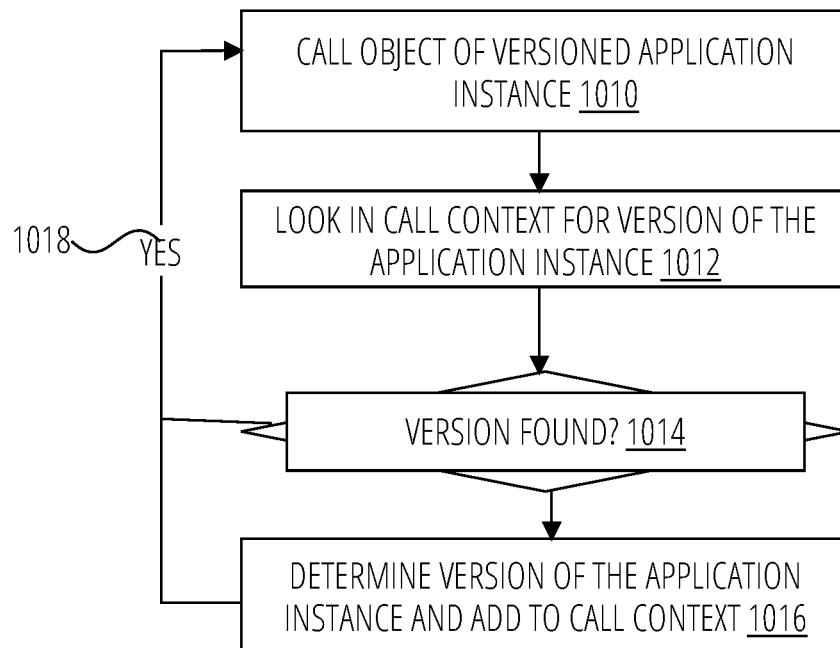 CALL OBJECT OF VERSIONED APPLICATION
INSTANCE 1010
LOOK IN CALL CONTEXT FOR VERSION OF THE
APPLICATION INSTANCE 1012
1018
YES
VERSION FOUND? 1014
DETERMINE VERSION OF THE APPLICATION
INSTANCE AND ADD TO CALL CONTEXT 1016